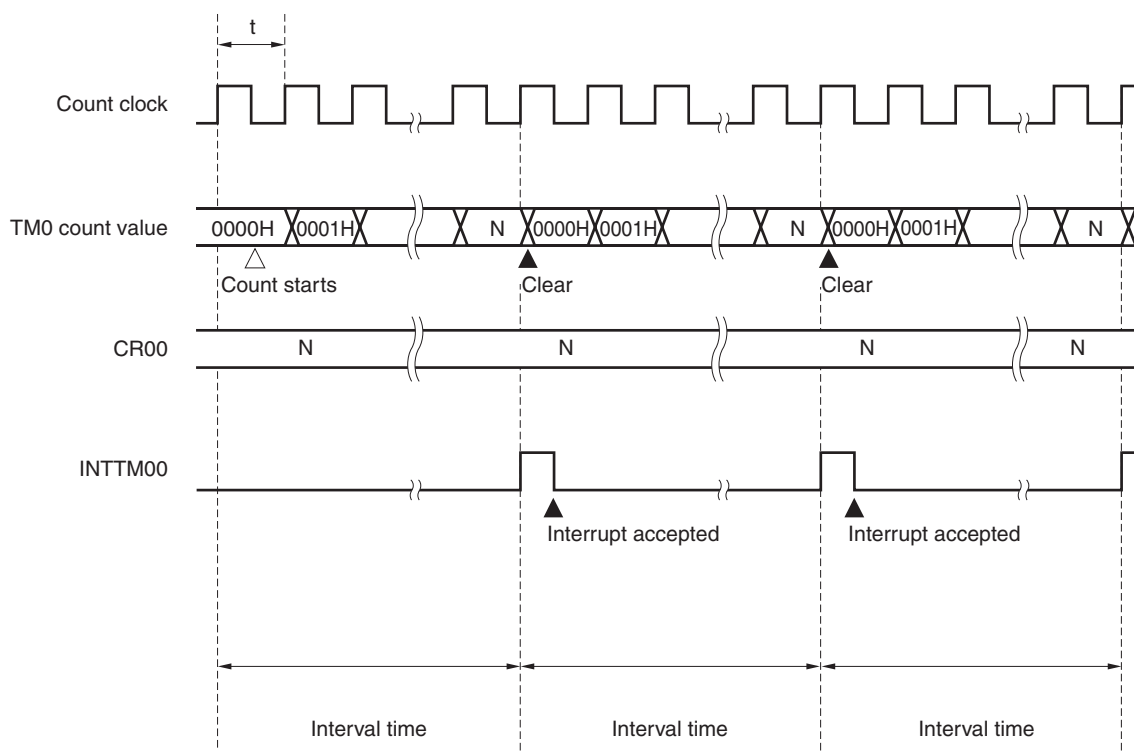 t
Count clock
TM0 count value
0000H 0001H N 0000H 0001H N 0000H 0001H N
Count starts Clear Clear
CR00 N N N N
INTTM00
Interrupt accepted Interrupt accepted
Interval time Interval time Interval time